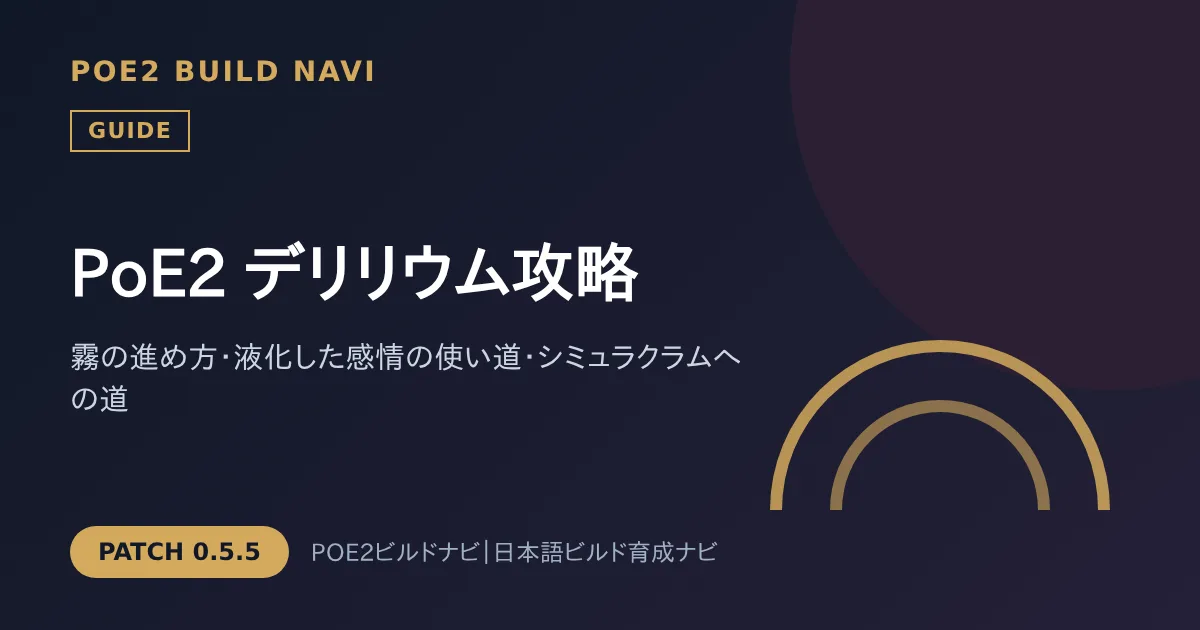 POE2 BUILD NAVI
GUIDE
PoE2 デリリウム攻略
霧の進め方・液化した感情の使い道・シミュラクラムへ
の道
PATCH 0.5.5
POE2ビルドナビ|日本語ビルド育成ナビ